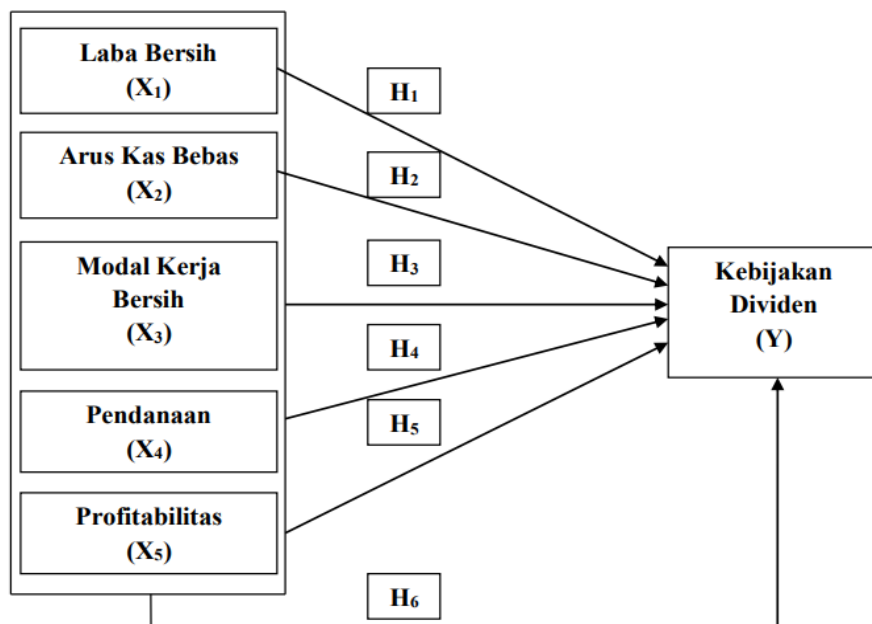 Laba Bersih
(X₁)
H₁
Arus Kas Bebas
(X₂)
H₂
Modal Kerja
Bersih
(X₃)
H₃
Kebijakan
Dividen
(Y)
H₄
Pendanaan
(X₄)
H₅
Profitabilitas
(X₅)
H₆